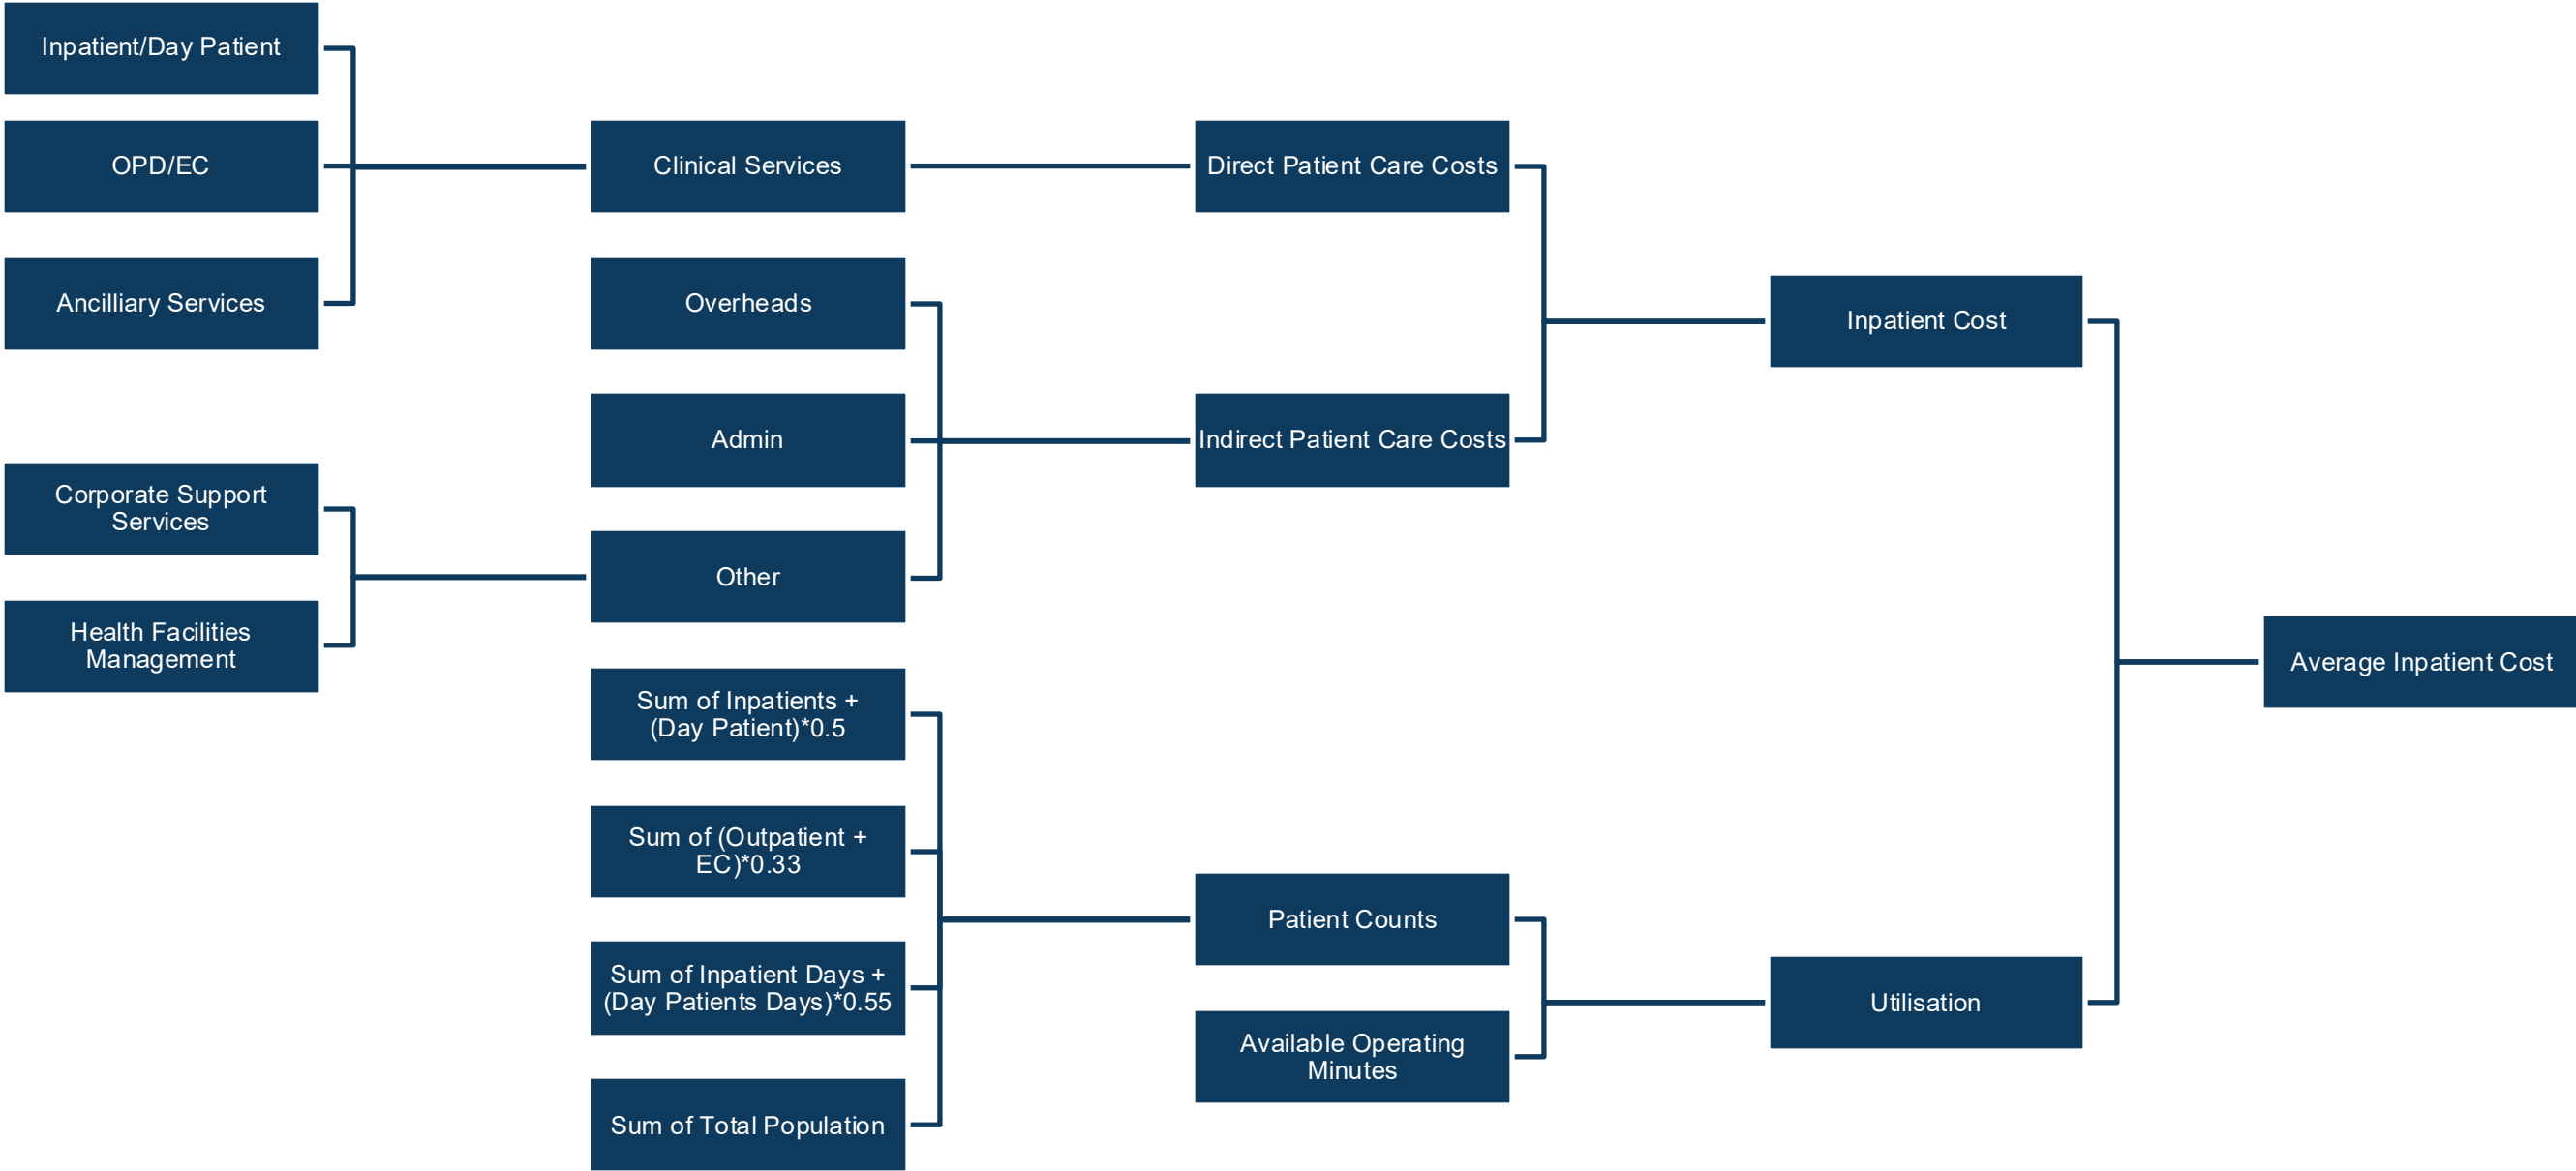 Inpatient/Day Patient
OPD/EC
Ancilliary Services
Corporate Support
Services
Health Facilities
Management
Clinical Services
Overheads
Admin
Other
Sum of Inpatients +
(Day Patient)*0.5
Sum of (Outpatient +
EC)*0.33
Sum of Inpatient Days +
(Day Patients Days)*0.55
Sum of Total Population
Direct Patient Care Costs
Indirect Patient Care Costs
Patient Counts
Available Operating
Minutes
Inpatient Cost
Utilisation
Average Inpatient Cost